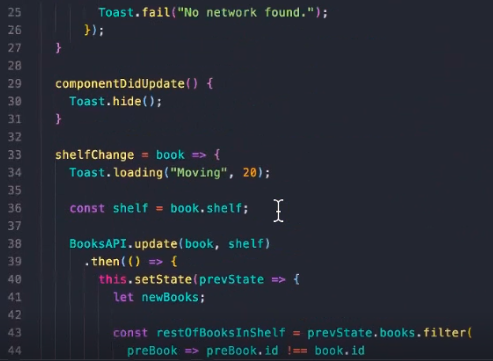 25 Toast.fail("No network found.");
26 });
27 }
28
29 componentDidUpdate() {
30 Toast.hide();
31 }
32
33 shelfChange = book => {
34 Toast.loading("Moving", 20);
35
36 const shelf = book.shelf;
37
38 BooksAPI.update(book, shelf)
39 .then(() => {
40 this.setState(prevState => {
41 let newBooks;
42
43 const restOfBooksInShelf = prevState.books.filter(
44 preBook => preBook.id !== book.id